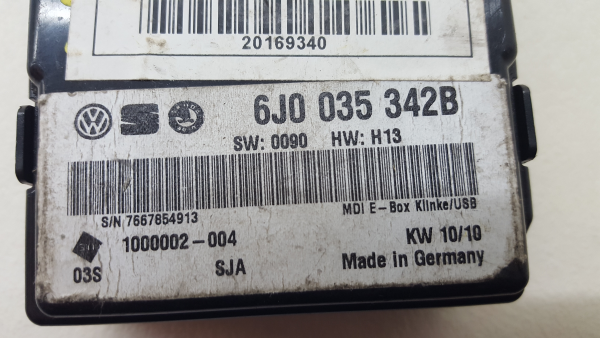 20169340
6J0 035 342B
SW: 0090 HW: H13
S/N 7667854913 MDI E-Box Klinke/USB
1000002-004 KW 10/10
03S SJA Made in Germany